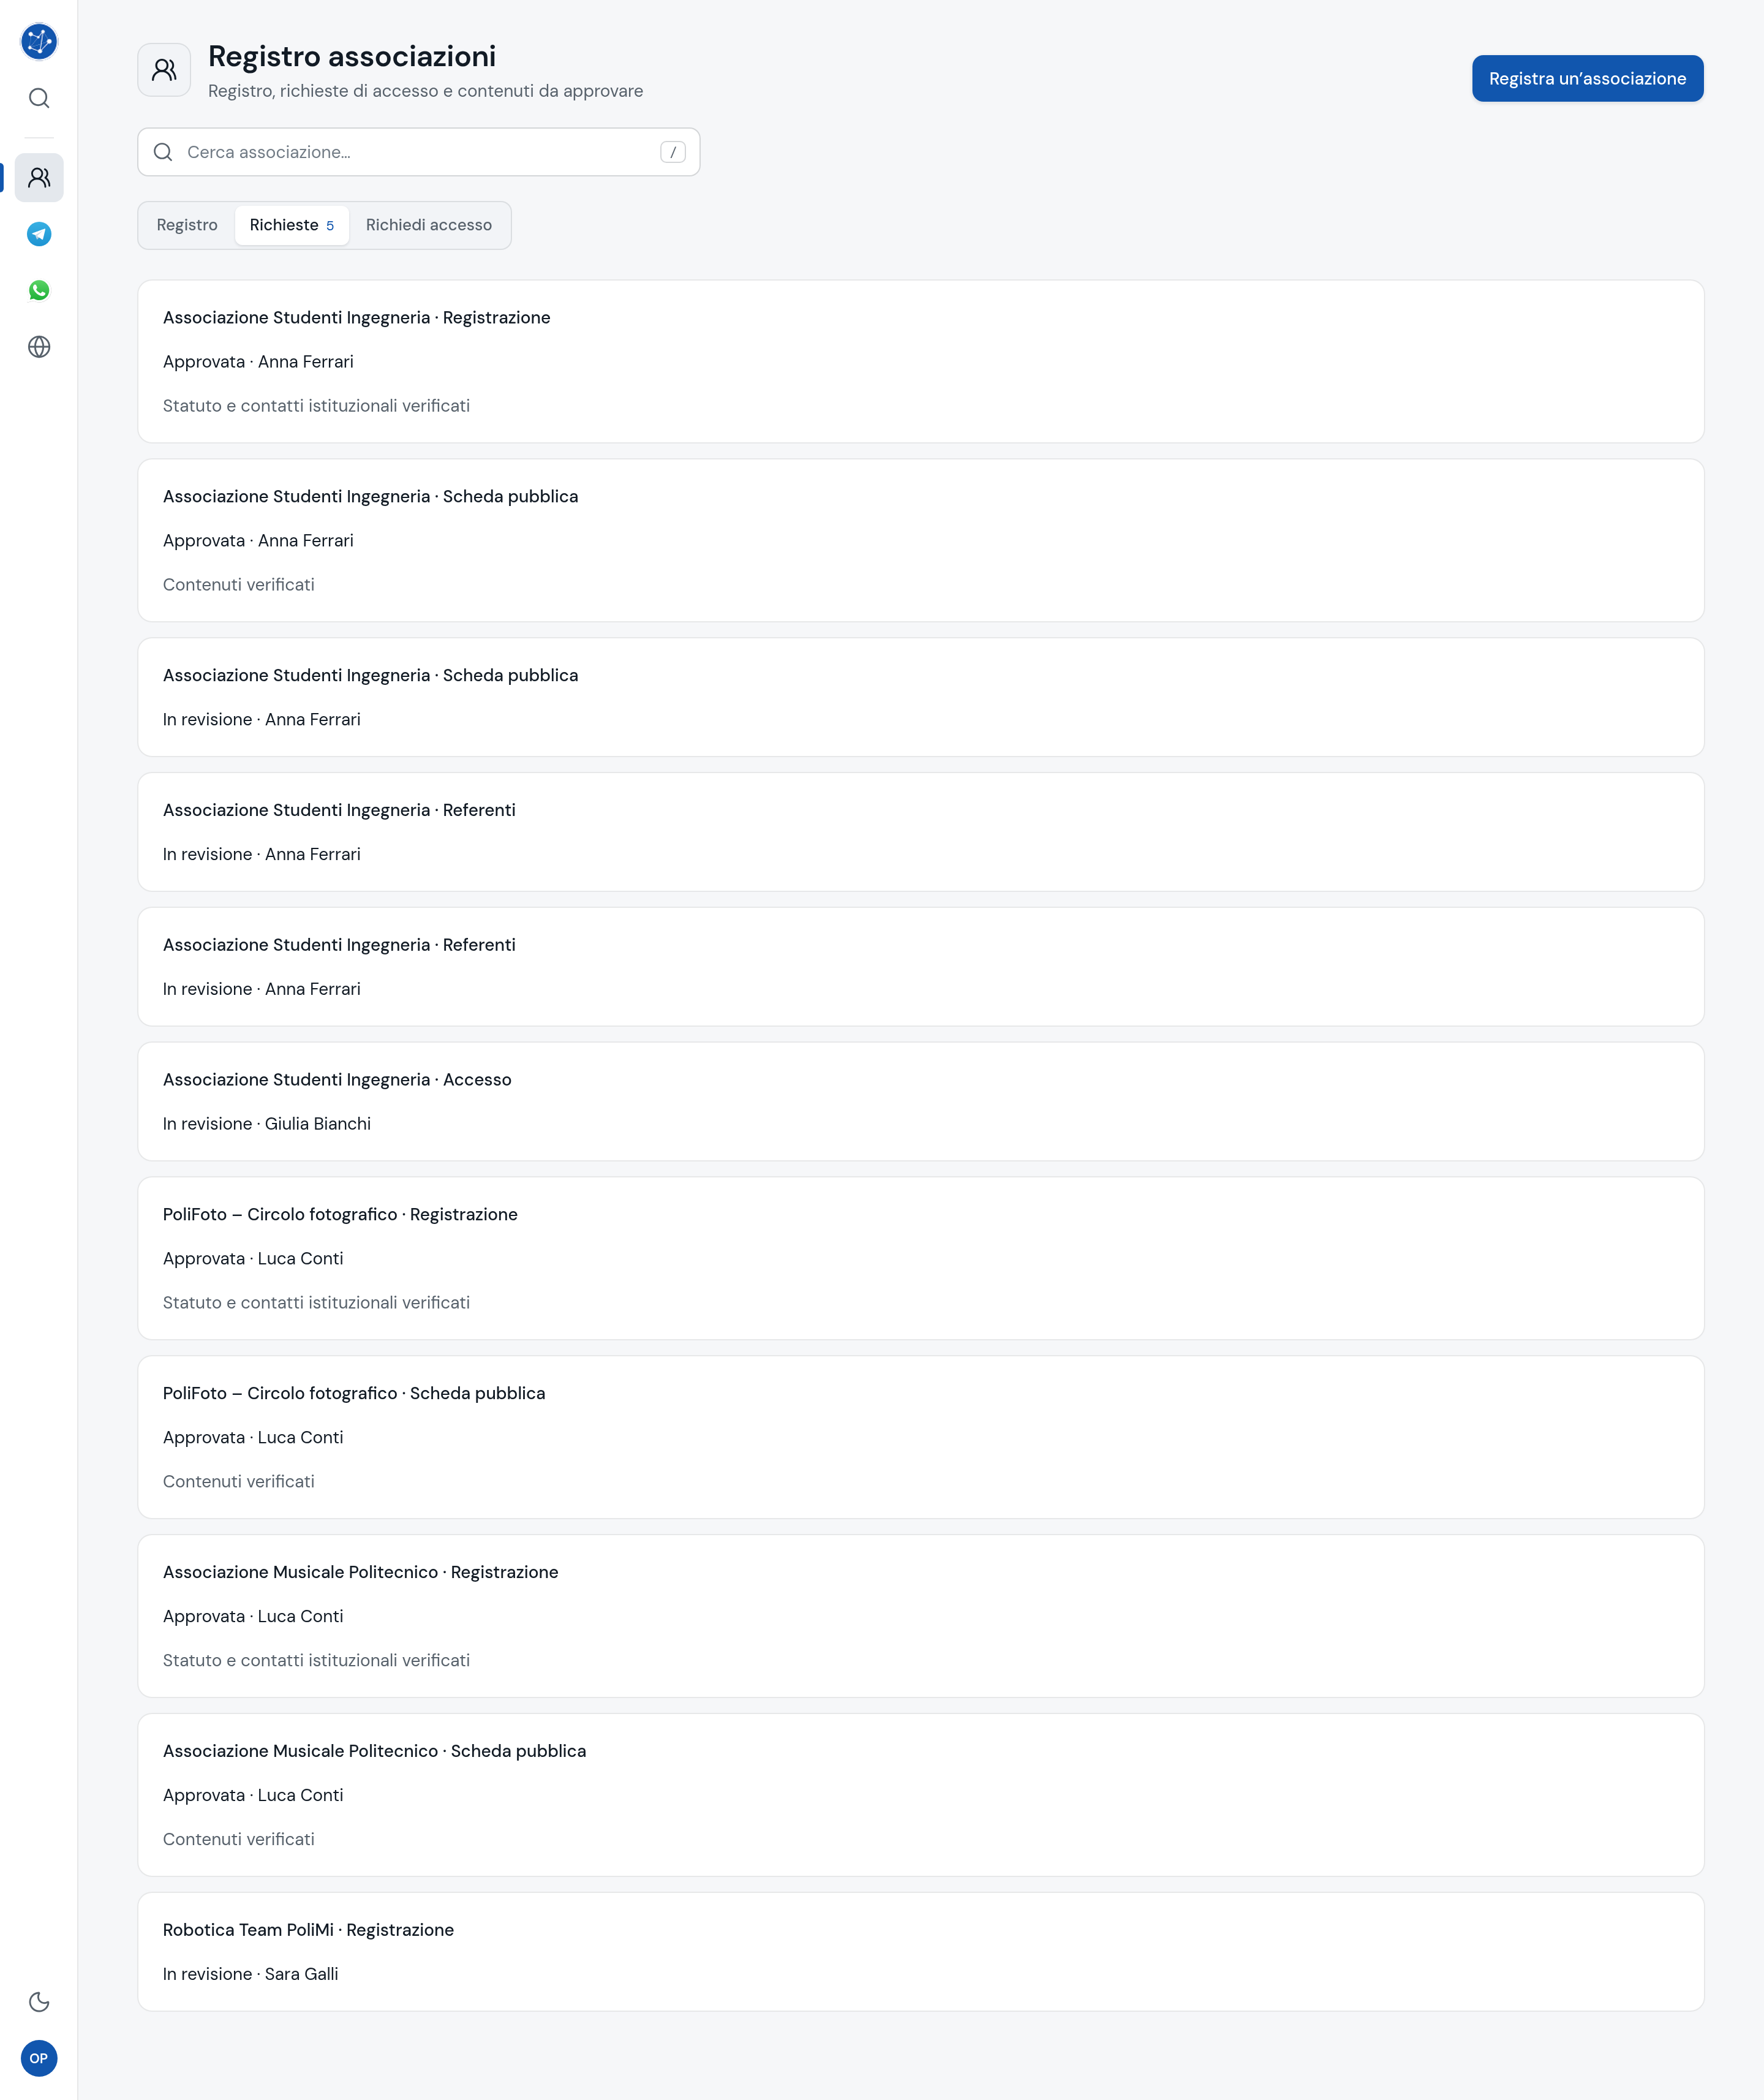 Registro associazioni
Registro, richieste di accesso e contenuti da approvare
Registra un’associazione
Cerca associazione…
/
Registro
Richieste 5
Richiedi accesso
Associazione Studenti Ingegneria · Registrazione
Approvata · Anna Ferrari
Statuto e contatti istituzionali verificati
Associazione Studenti Ingegneria · Scheda pubblica
Approvata · Anna Ferrari
Contenuti verificati
Associazione Studenti Ingegneria · Scheda pubblica
In revisione · Anna Ferrari
Associazione Studenti Ingegneria · Referenti
In revisione · Anna Ferrari
Associazione Studenti Ingegneria · Referenti
In revisione · Anna Ferrari
Associazione Studenti Ingegneria · Accesso
In revisione · Giulia Bianchi
PoliFoto – Circolo fotografico · Registrazione
Approvata · Luca Conti
Statuto e contatti istituzionali verificati
PoliFoto – Circolo fotografico · Scheda pubblica
Approvata · Luca Conti
Contenuti verificati
Associazione Musicale Politecnico · Registrazione
Approvata · Luca Conti
Statuto e contatti istituzionali verificati
Associazione Musicale Politecnico · Scheda pubblica
Approvata · Luca Conti
Contenuti verificati
Robotica Team PoliMi · Registrazione
In revisione · Sara Galli
OP